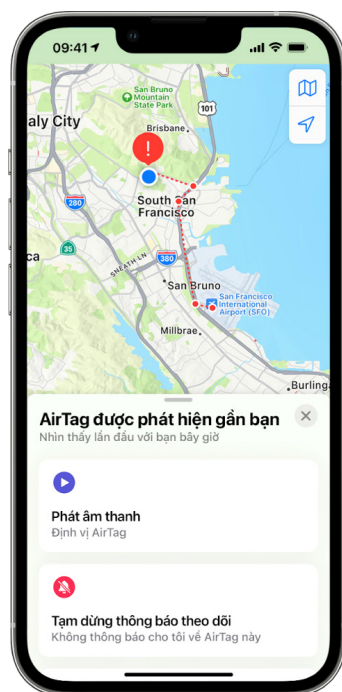 09:41
San Bruno
Mountain
State Park
101
aly City
Brisbane
280
South San
Francisco
35
380
ca
SNEATH LN
San Bruno
San Francisco
International
Airport (SFO)
Millbrae
Burling
AirTag được phát hiện gần bạn
Nhìn thấy lần đầu với bạn bây giờ
Phát âm thanh
Định vị AirTag
Tạm dừng thông báo theo dõi
Không thông báo cho tôi về AirTag này